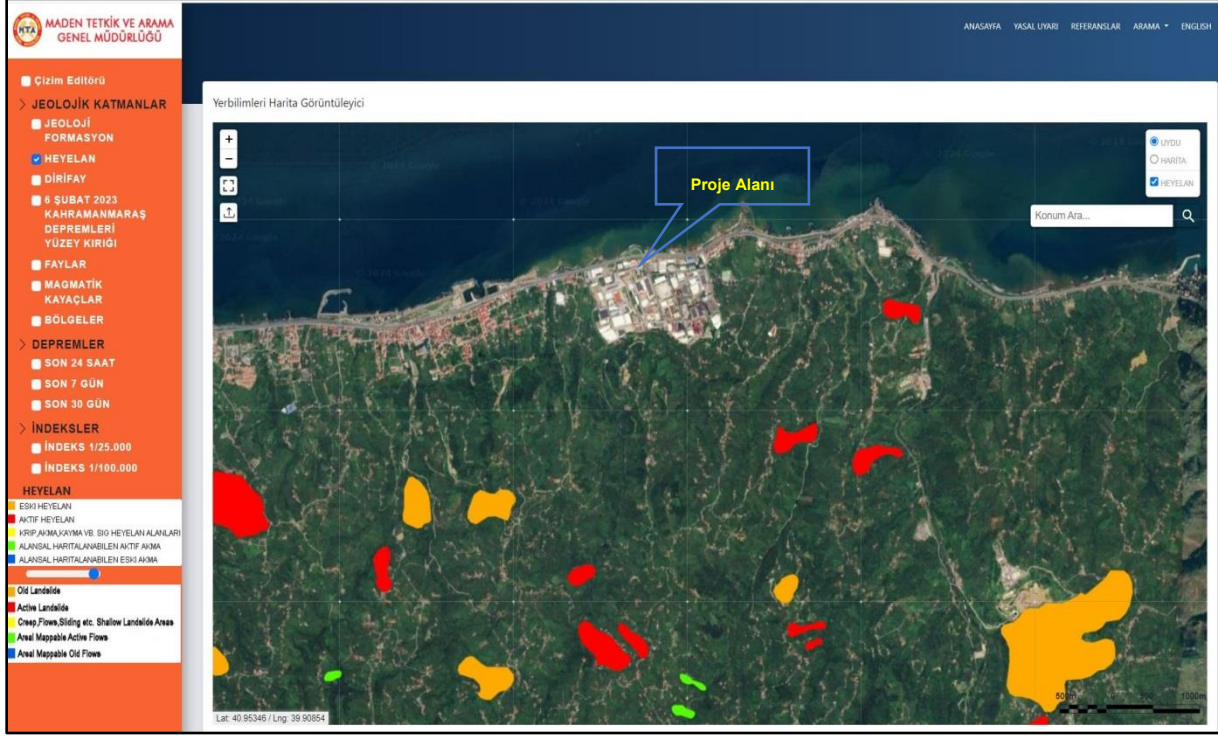 MADEN TETKİK VE ARAMA
GENEL MÜDÜRLÜĞÜ
ANASAYFA YASAL UYARI REFERANSLAR ARAMA ENGLISH
Çizim Editörü
JEOLOJİK KATMANLAR
JEOLOJİ
FORMASYON
HEYELAN
DİRİFAY
6 ŞUBAT 2023
KAHRAMANMARAŞ
DEPREMLERİ
YÜZEY KIRIĞI
FAYLAR
MAGMATİK
KAYAÇLAR
BÖLGELER
DEPREMLER
SON 24 SAAT
SON 7 GÜN
SON 30 GÜN
İNDEKSLER
İNDEKS 1/25.000
İNDEKS 1/100.000
HEYELAN
ESKİ HEYELAN
AKTİF HEYELAN
KRIP,AKMA,KAYMA VB. SIĞ HEYELAN ALANLARI
ALANSAL HARİTALANABİLEN AKTİF AKMA
ALANSAL HARİTALANABİLEN ESKİ AKMA
Old Landslide
Active Landslide
Creep,Flows,Sliding etc. Shallow Landslide Areas
Areal Mappable Active Flows
Areal Mappable Old Flows
Yerbilimleri Harita Görüntüleyici
+
−
Proje Alanı
UYDU
HARİTA
HEYELAN
Konum Ara...
500m 0 500 1000m
Lat: 40.95346 / Lng: 39.90854